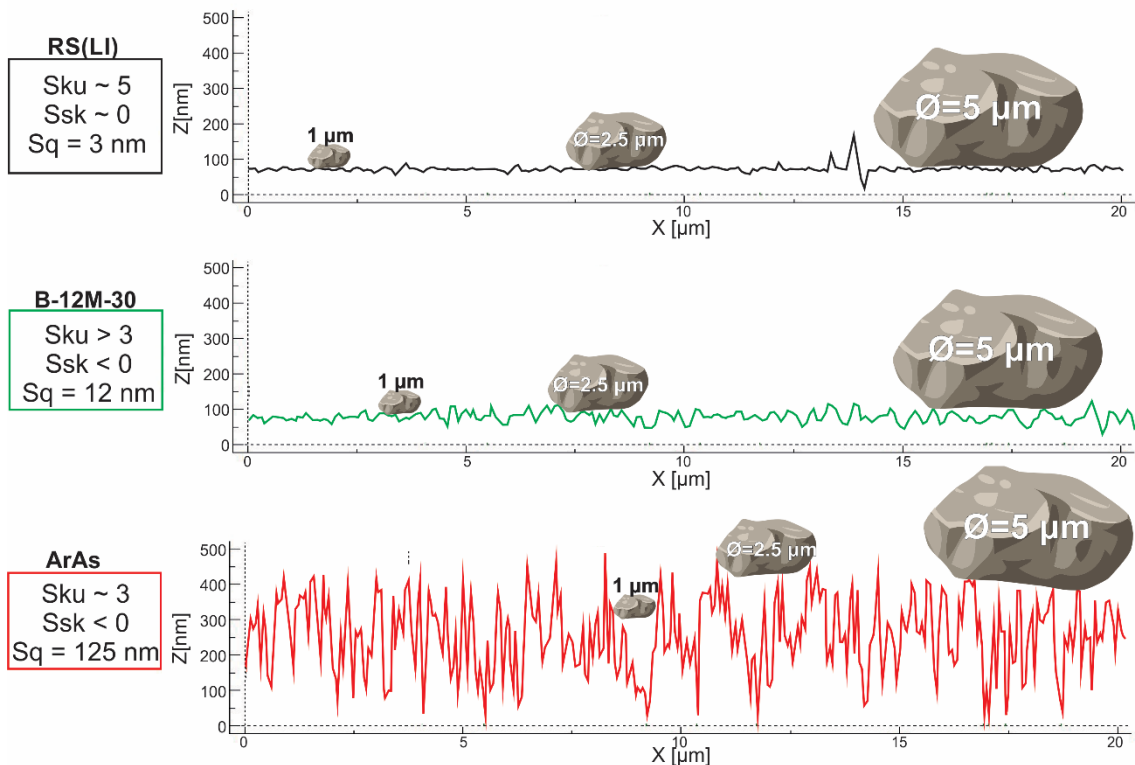 RS(LI)
Sku ~ 5
Ssk ~ 0
Sq = 3 nm
Z[nm]
500
400
300
200
100
0
1 µm
Ø=2.5 µm
Ø=5 µm
0
5
10
15
20
X [µm]
B-12M-30
Sku > 3
Ssk < 0
Sq = 12 nm
Z[nm]
500
400
300
200
100
0
1 µm
Ø=2.5 µm
Ø=5 µm
0
5
10
15
20
X [µm]
ArAs
Sku ~ 3
Ssk < 0
Sq = 125 nm
Z[nm]
500
400
300
200
100
0
1 µm
Ø=2.5 µm
Ø=5 µm
0
5
10
15
20
X [µm]